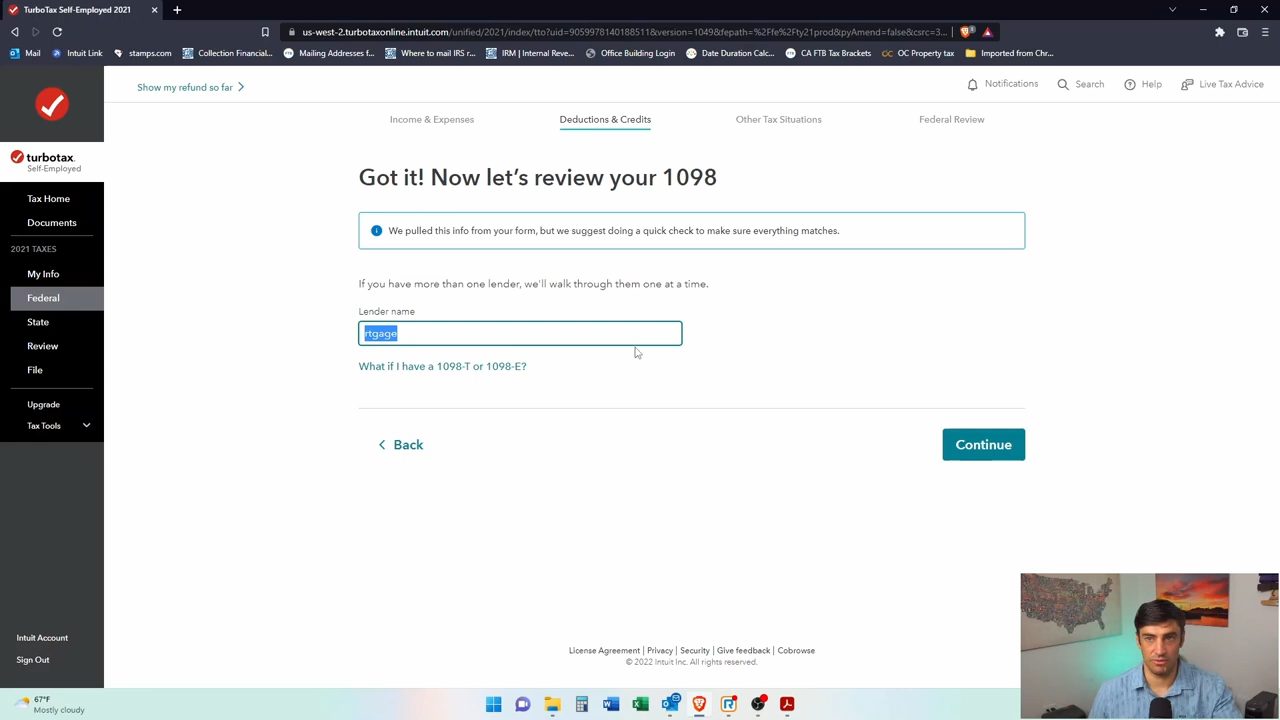 TurboTax Self-Employed 2021
us-west-2.turbotaxonline.intuit.com/unified/2021/index/tto?uid=9059978140188511&version=1049&fepath=%2Ffe%2Fty21prod&pyAmend=false&csrc=3...
Mail
Intuit Link
stamps.com
Collection Financial...
Mailing Addresses f...
Where to mail IRS r...
IRM | Internal Reven...
Office Building Login
Date Duration Calc...
CA FTB Tax Brackets
OC Property tax
Imported from Chr...
Show my refund so far
Notifications
Search
Help
Live Tax Advice
Income & Expenses
Deductions & Credits
Other Tax Situations
Federal Review
turbotax
Self-Employed
Tax Home
Documents
2021 TAXES
My Info
Federal
State
Review
File
Upgrade
Tax Tools
Intuit Account
Sign Out
Got it! Now let's review your 1098
We pulled this info from your form, but we suggest doing a quick check to make sure everything matches.
If you have more than one lender, we'll walk through them one at a time.
Lender name
rtgage
What if I have a 1098-T or 1098-E?
Back
Continue
License Agreement | Privacy | Security | Give feedback | Cobrowse
© 2022 Intuit Inc. All rights reserved.
67°F
Mostly cloudy